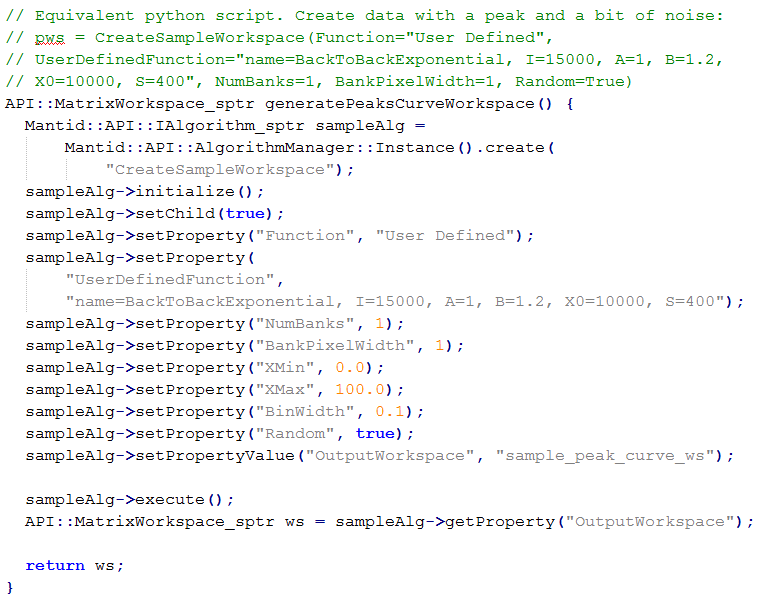 // Equivalent python script. Create data with a peak and a bit of noise:
// pws = CreateSampleWorkspace(Function="User Defined",
// UserDefinedFunction="name=BackToBackExponential, I=15000, A=1, B=1.2,
// X0=10000, S=400", NumBanks=1, BankPixelWidth=1, Random=True)
API::MatrixWorkspace_sptr generatePeaksCurveWorkspace() {
  Mantid::API::IAlgorithm_sptr sampleAlg =
      Mantid::API::AlgorithmManager::Instance().create(
          "CreateSampleWorkspace");
  sampleAlg->initialize();
  sampleAlg->setChild(true);
  sampleAlg->setProperty("Function", "User Defined");
  sampleAlg->setProperty(
      "UserDefinedFunction",
      "name=BackToBackExponential, I=15000, A=1, B=1.2, X0=10000, S=400");
  sampleAlg->setProperty("NumBanks", 1);
  sampleAlg->setProperty("BankPixelWidth", 1);
  sampleAlg->setProperty("XMin", 0.0);
  sampleAlg->setProperty("XMax", 100.0);
  sampleAlg->setProperty("BinWidth", 0.1);
  sampleAlg->setProperty("Random", true);
  sampleAlg->setPropertyValue("OutputWorkspace", "sample_peak_curve_ws");

  sampleAlg->execute();
  API::MatrixWorkspace_sptr ws = sampleAlg->getProperty("OutputWorkspace");

  return ws;
}